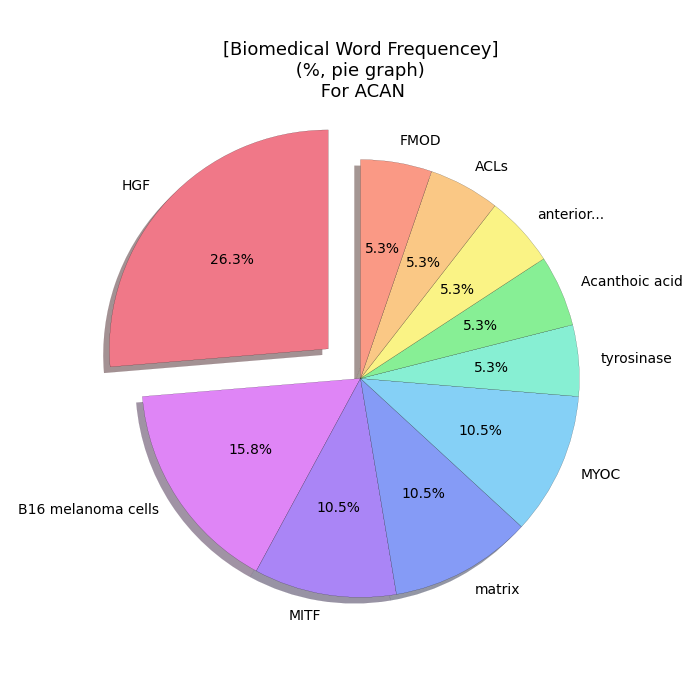 [Biomedical Word Frequencey]
(%, pie graph)
For ACAN
FMOD
ACLs
anterior...
Acanthoic acid
tyrosinase
MYOC
matrix
MITF
B16 melanoma cells
HGF
5.3%
5.3%
5.3%
5.3%
5.3%
10.5%
10.5%
10.5%
15.8%
26.3%